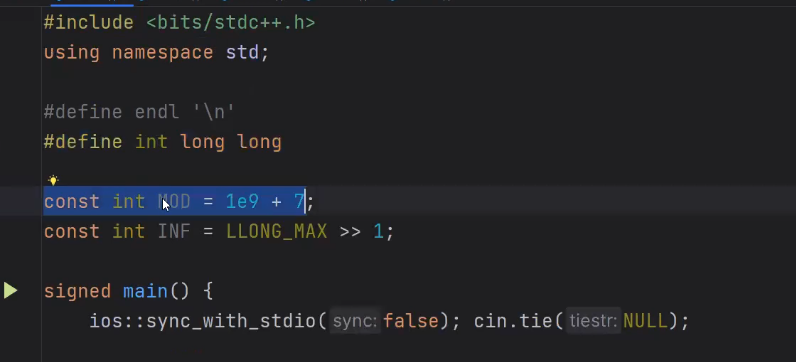 #include <bits/stdc++.h>
using namespace std;
#define endl '\n'
#define int long long
const int MOD = 1e9 + 7;
const int INF = LLONG_MAX >> 1;
signed main() {
ios::sync_with_stdio( sync: false); cin.tie( tiestr: NULL);